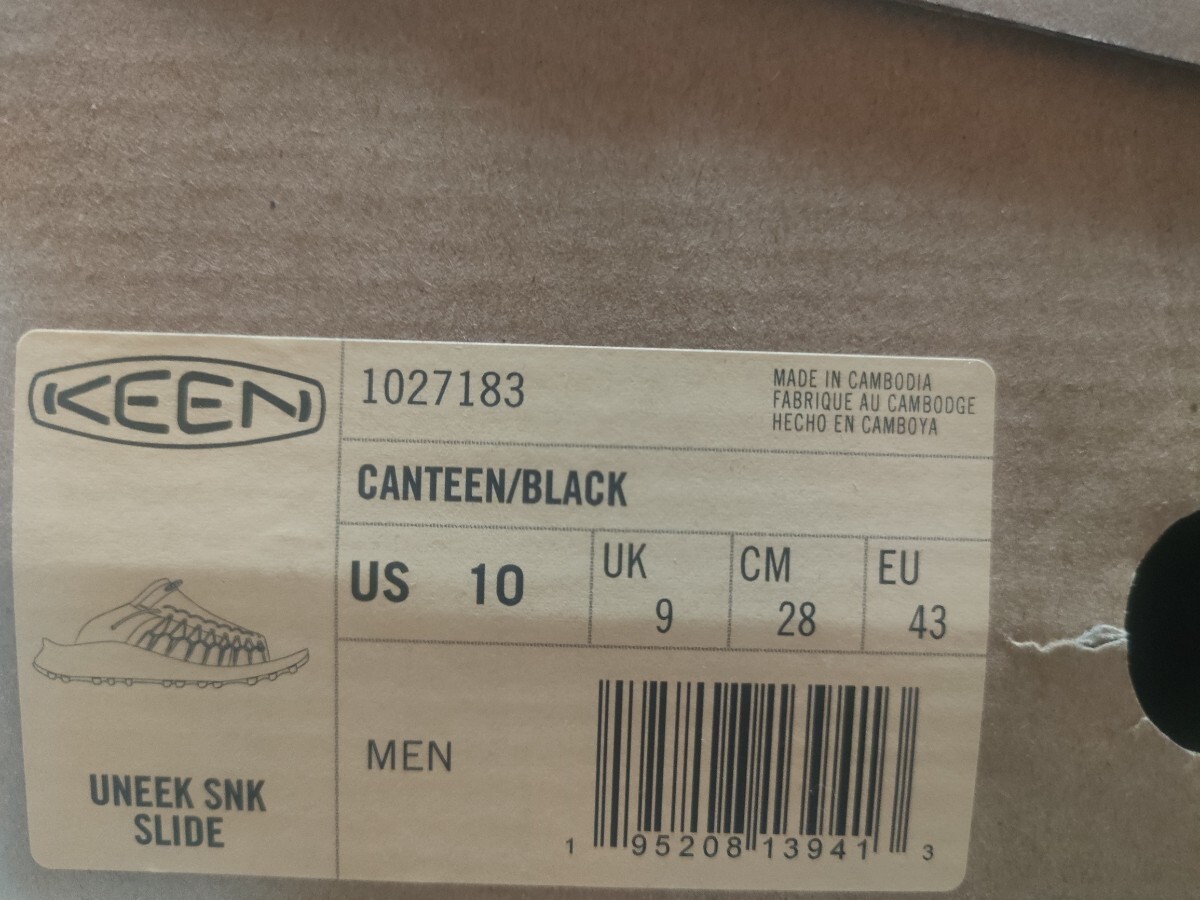 KEEN
1027183
MADE IN CAMBODIA
FABRIQUE AU CAMBODGE
HECHO EN CAMBOYA
CANTEEN/BLACK
US 10
UK 9
CM 28
EU 43
MEN
UNEEK SNK
SLIDE
1 95208 13941 3